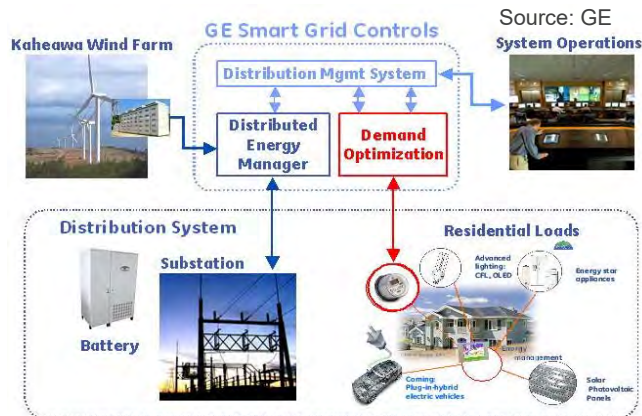 Source: GE
GE Smart Grid Controls
Kaheawa Wind Farm
System Operations
Distribution Mgmt System
Distributed
Energy
Manager
Demand
Optimization
Distribution System
Residential Loads
Substation
Battery
Advanced
lighting:
CFL, OLED
Energy star
appliances
Energy
management
Coming:
Plug-in-hybrid
electric vehicles
Solar
Photovoltaic
Panels